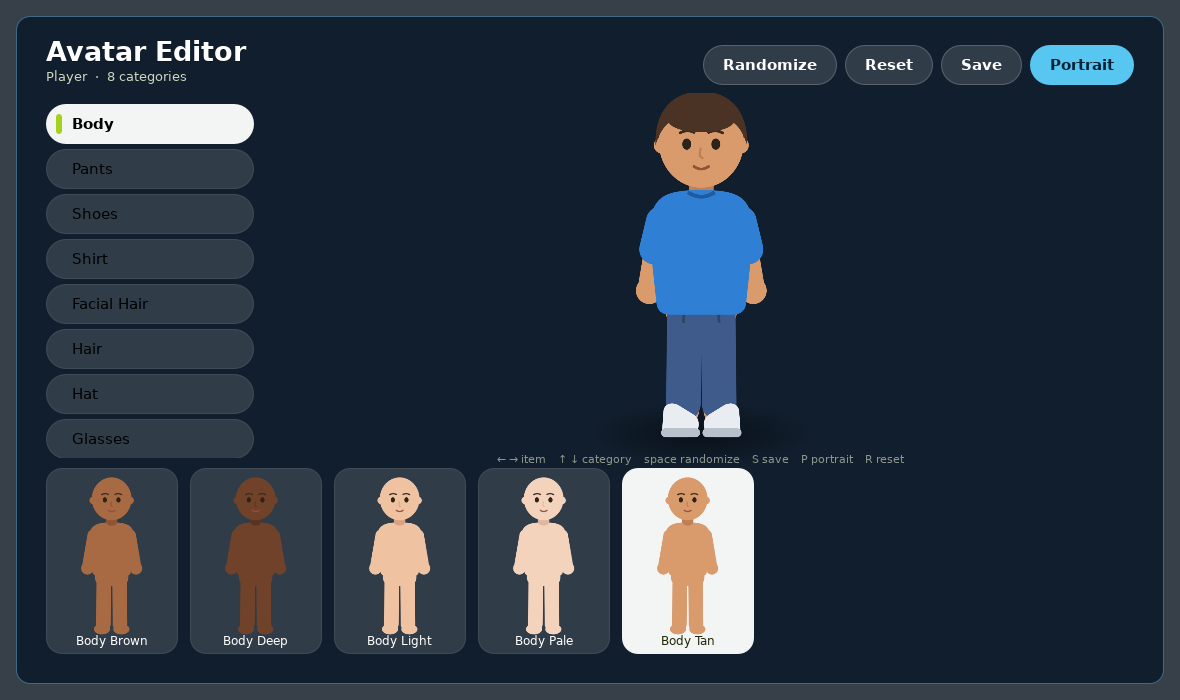 Avatar Editor
Player · 8 categories
Randomize
Reset
Save
Portrait
Body
Pants
Shoes
Shirt
Facial Hair
Hair
Hat
Glasses
← → item ↑ ↓ category space randomize S save P portrait R reset
Body Brown
Body Deep
Body Light
Body Pale
Body Tan